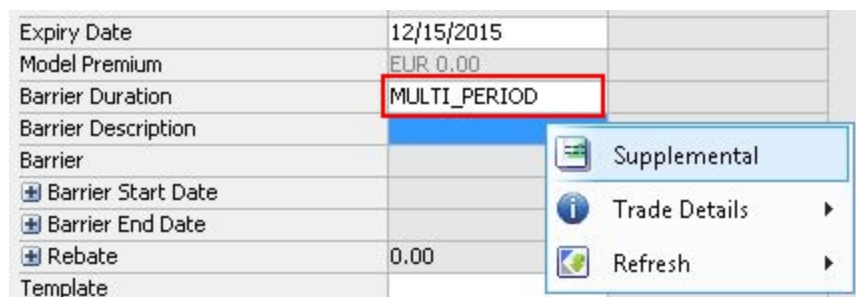 Expiry Date 12/15/2015
Model Premium EUR 0.00
Barrier Duration MULTI_PERIOD
Barrier Description
Barrier
Supplemental
Barrier Start Date
Trade Details
Barrier End Date
Rebate 0.00
Refresh
Template